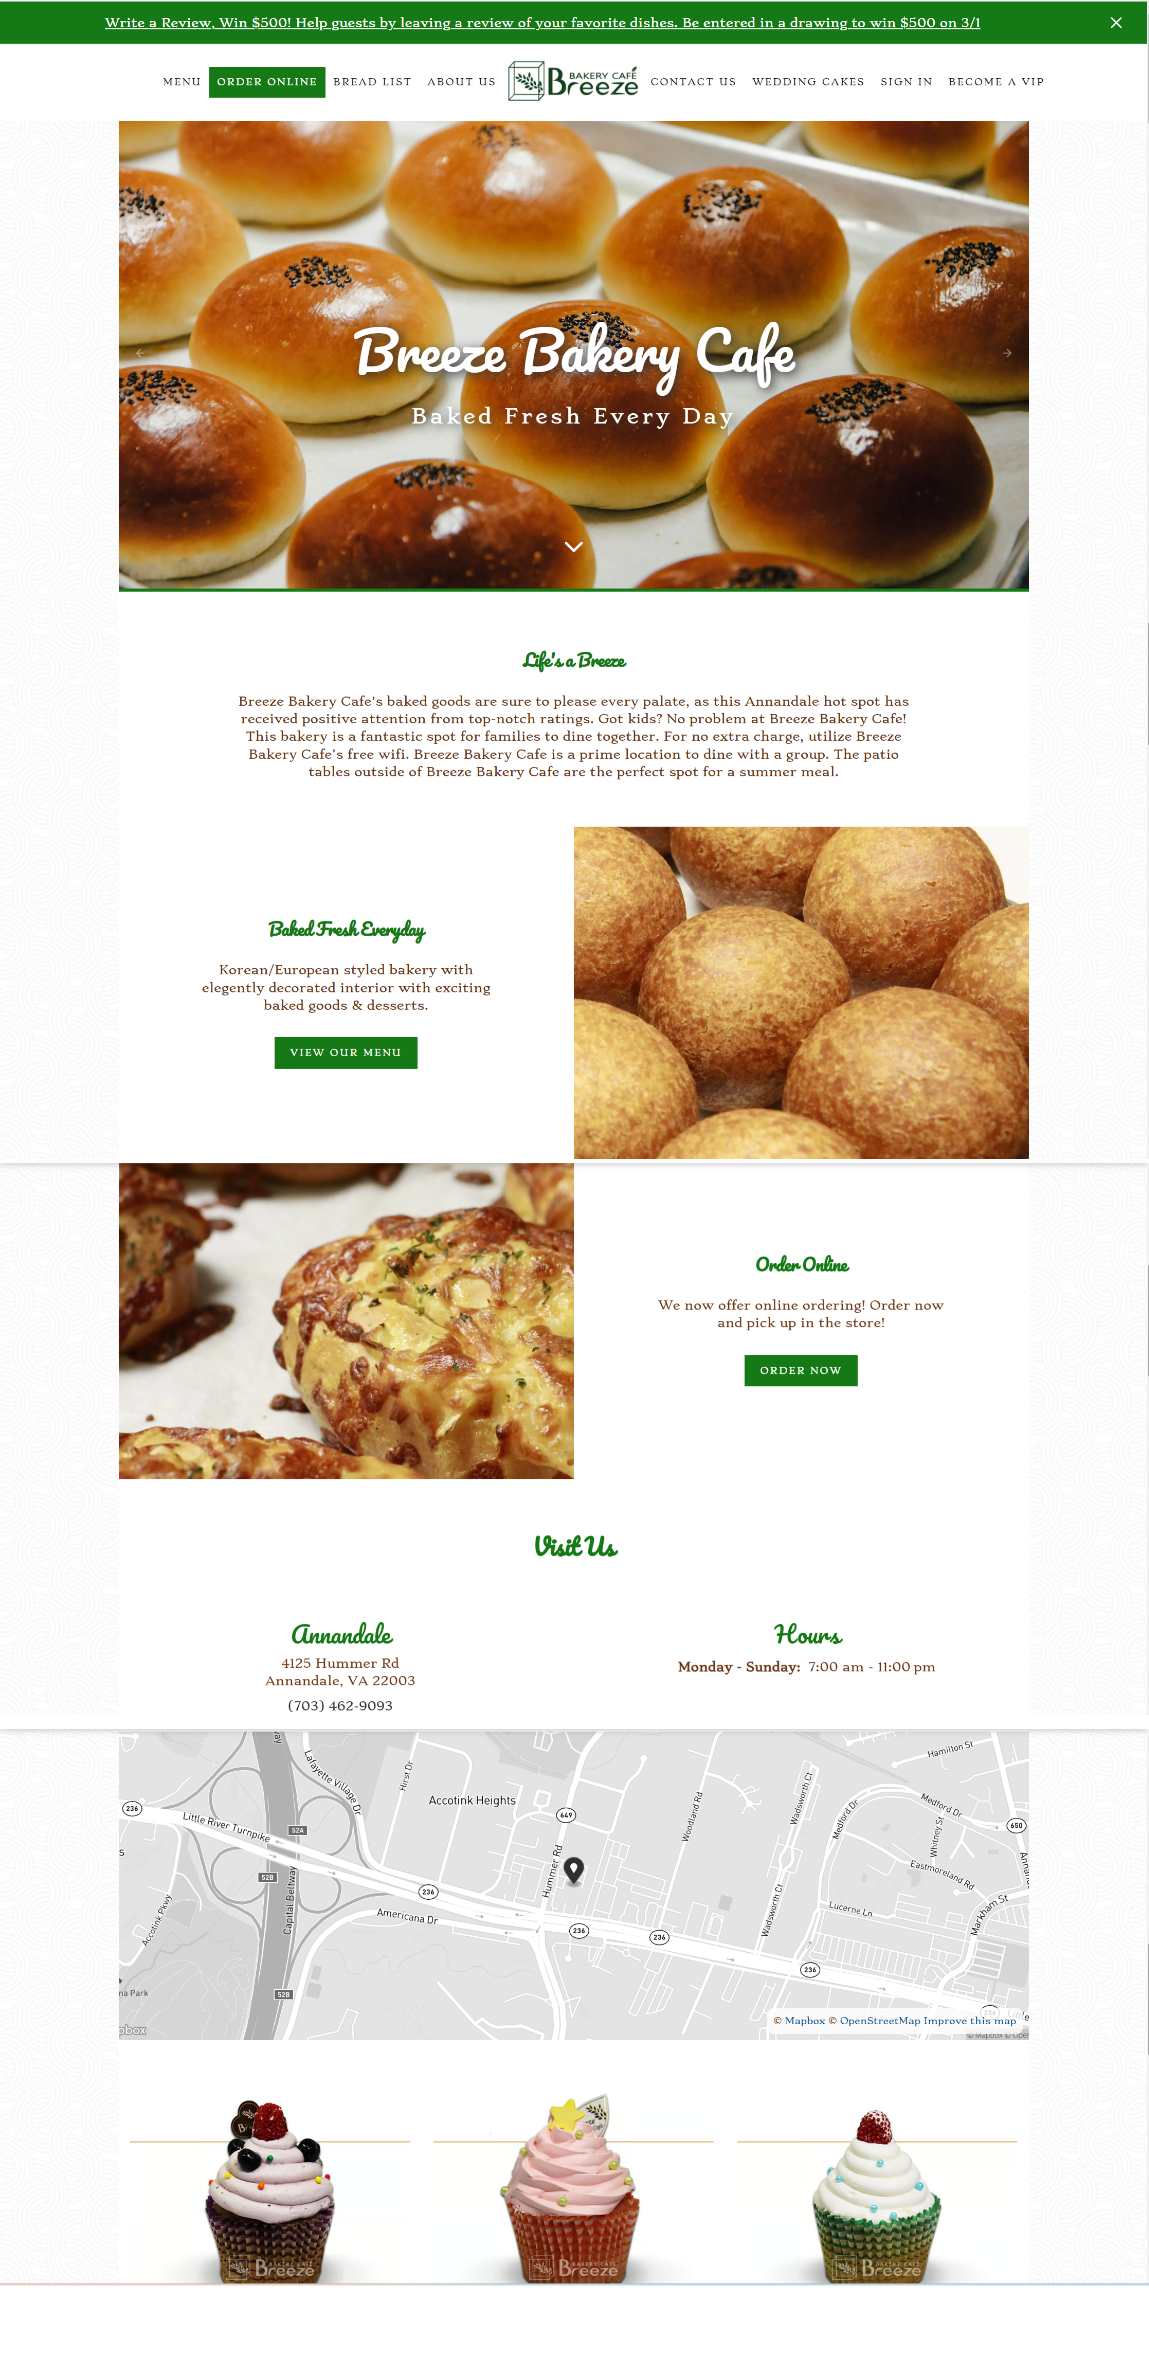 Write a Review, Win $500! Help guests by leaving a review of your favorite dishes. Be entered in a drawing to win $500 on 3/1
MENU ORDER ONLINE BREAD LIST ABOUT US BAKERY CAFÉ Breeze CONTACT US WEDDING CAKES SIGN IN BECOME A VIP
Breeze Bakery Cafe
Baked Fresh Every Day
Life's a Breeze
Breeze Bakery Cafe's baked goods are sure to please every palate, as this Annandale hot spot has
received positive attention from top-notch ratings. Got kids? No problem at Breeze Bakery Cafe!
This bakery is a fantastic spot for families to dine together. For no extra charge, utilize Breeze
Bakery Cafe's free wifi. Breeze Bakery Cafe is a prime location to dine with a group. The patio
tables outside of Breeze Bakery Cafe are the perfect spot for a summer meal.
Baked Fresh Everyday
Korean/European styled bakery with
elegently decorated interior with exciting
baked goods & desserts.
VIEW OUR MENU
Order Online
We now offer online ordering! Order now
and pick up in the store!
ORDER NOW
Visit Us
Annandale
4125 Hummer Rd
Annandale, VA 22003
(703) 462-9093
Hours
Monday - Sunday: 7:00 am - 11:00 pm
Hamilton St
Lafayette Village Dr
Hirst Dr
Accotink Heights
Woodland Rd
Wadsworth Ct
Medford Dr
Medford Dr
Whitney St
236
649
650
Little River Turnpike
52A
52B
Capital Beltway
Hummer Rd
Eastmoreland Rd
Markham St
236
Americana Dr
Accotink Pkwy
Wadsworth Ct
Lucerne Ln
236
236
236
52B
na Park
236
© Mapbox © OpenStreetMap Improve this map
pbox
© Mapbox © Ope
BAKERY CAFÉ
Breeze
BAKERY CAFÉ
Breeze
BAKERY CAFÉ
Breeze